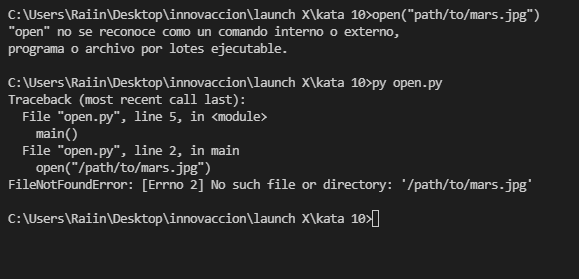 C:\Users\Raiin\Desktop\innovaccion\launch X\kata 10>open("path/to/mars.jpg")
"open" no se reconoce como un comando interno o externo,
programa o archivo por lotes ejecutable.
C:\Users\Raiin\Desktop\innovaccion\launch X\kata 10>py open.py
Traceback (most recent call last):
  File "open.py", line 5, in <module>
    main()
  File "open.py", line 2, in main
    open("/path/to/mars.jpg")
FileNotFoundError: [Errno 2] No such file or directory: '/path/to/mars.jpg'
C:\Users\Raiin\Desktop\innovaccion\launch X\kata 10>